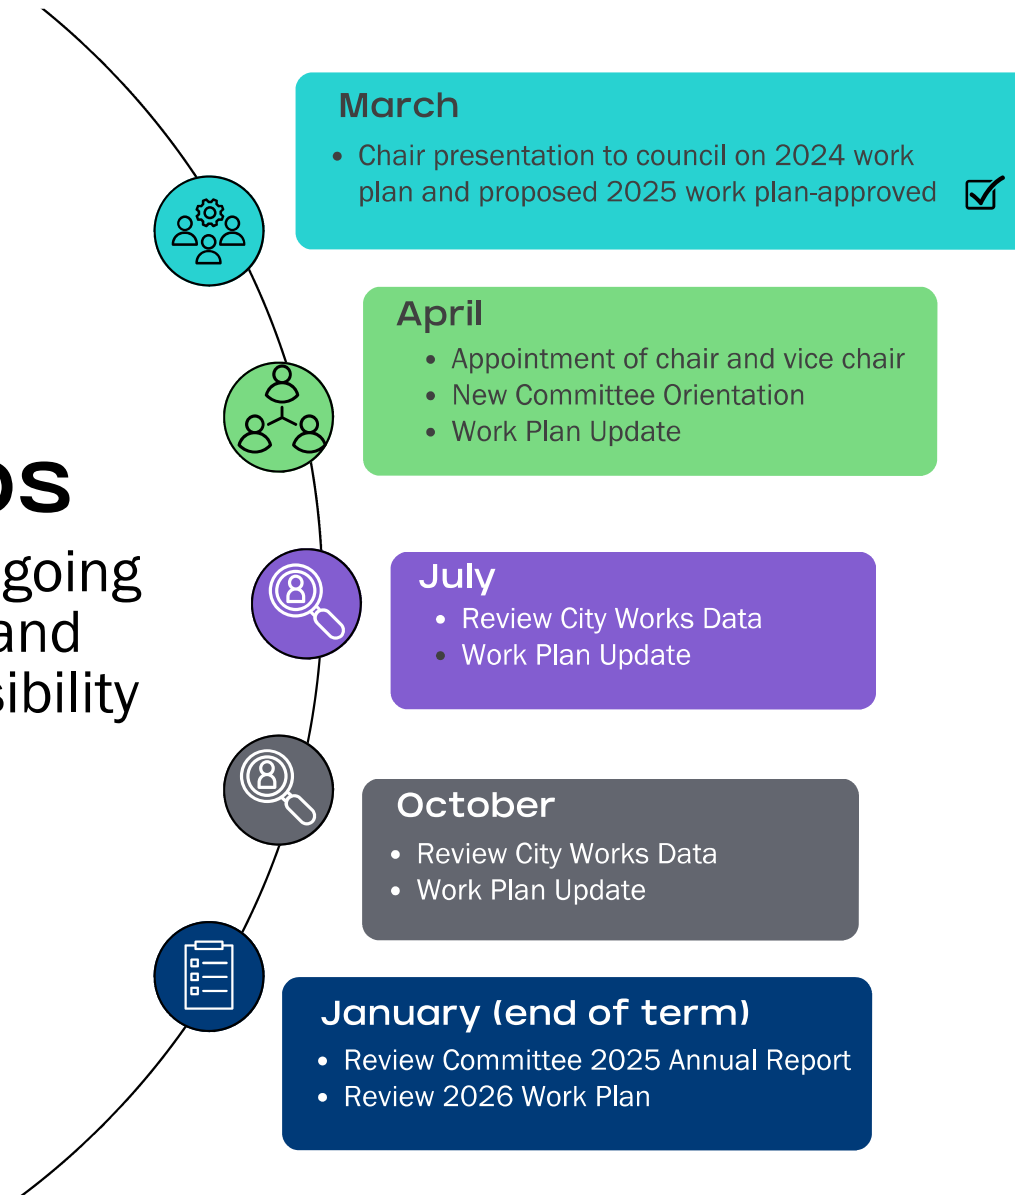 March
• Chair presentation to council on 2024 work
plan and proposed 2025 work plan-approved
April
• Appointment of chair and vice chair
• New Committee Orientation
• Work Plan Update
going
and
July
• Review City Works Data
• Work Plan Update
October
• Review City Works Data
• Work Plan Update
January (end of term)
• Review Committee 2025 Annual Report
• Review 2026 Work Plan